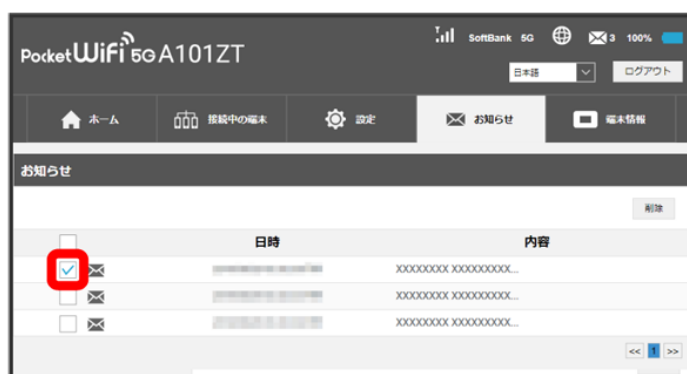 SoftBank 5G 3 100%
Pocket WiFi 5G A101ZT
日本語 ログアウト
ホーム 接続中の端末 設定 お知らせ 端末情報
お知らせ
削除
日時 内容
XXXXXXXX XXXXXXXXX...
XXXXXXXX XXXXXXXXX...
XXXXXXXX XXXXXXXXX...
<< 1 >>